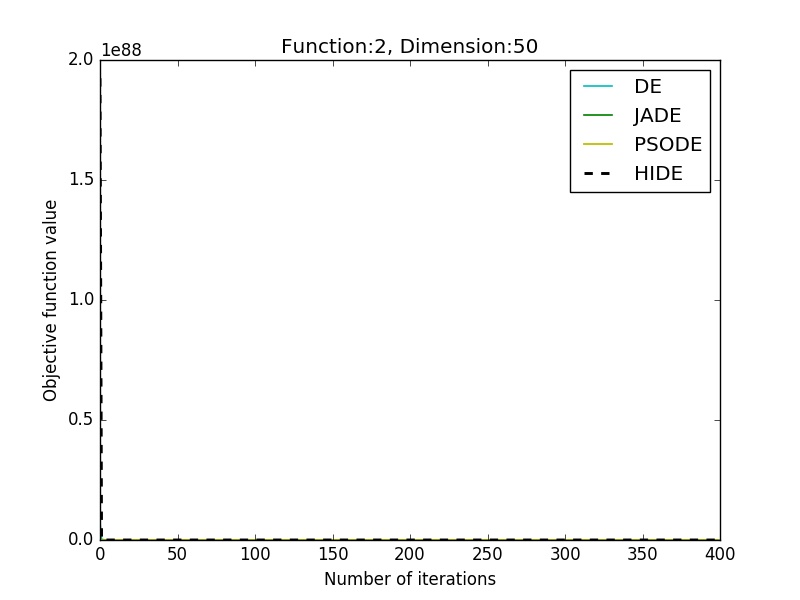 Function:2, Dimension:50
1e88
2.0
1.5
1.0
0.5
0.0
Objective function value
DE
JADE
PSODE
HIDE
0 50 100 150 200 250 300 350 400
Number of iterations